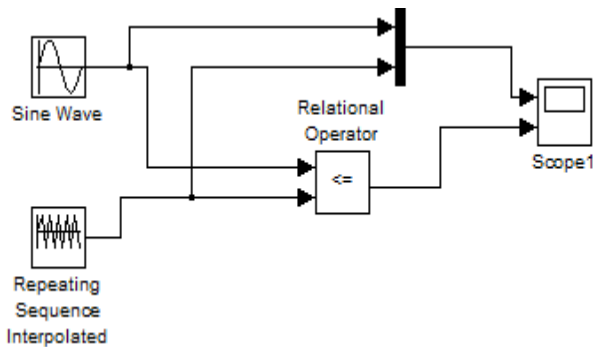 Sine Wave
Relational
Operator
<=
Scope1
Repeating
Sequence
Interpolated